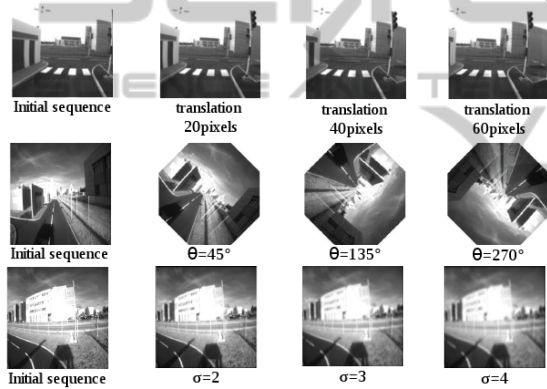 Initial sequence translation translation translation
20pixels 40pixels 60pixels
Initial sequence θ=45° θ=135° θ=270°
Initial sequence σ=2 σ=3 σ=4